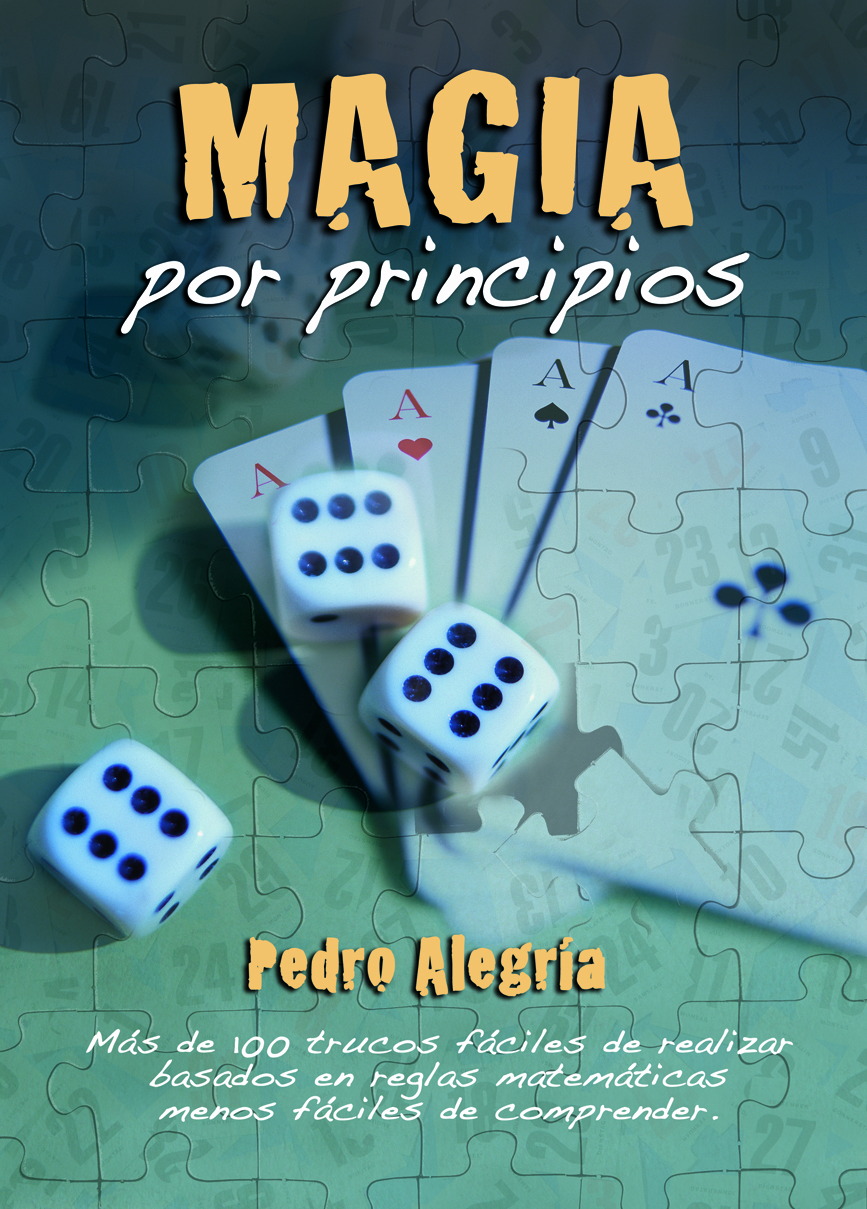 MAGIA
por principios
A
A
A
A
Pedro Alegría
Más de 100 trucos fáciles de realizar
basados en reglas matemáticas
menos fáciles de comprender.